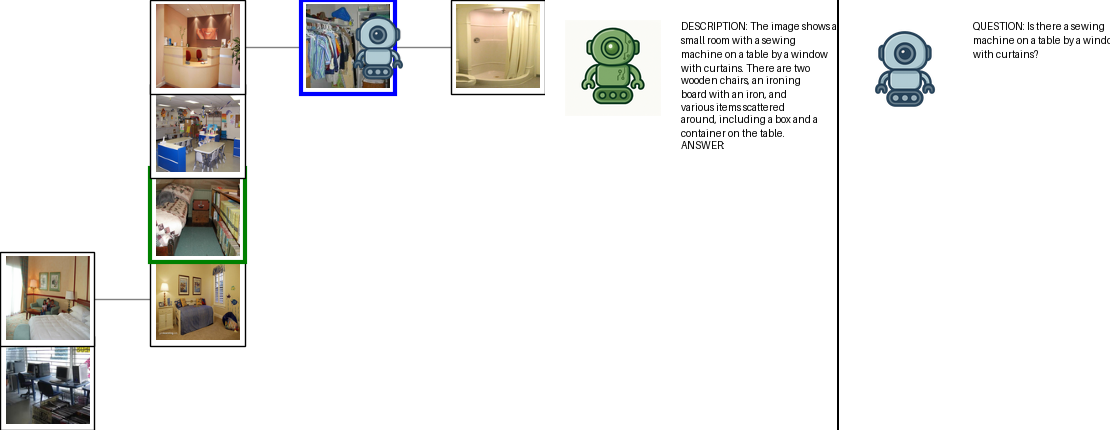 DESCRIPTION: The image shows a
small room with a sewing
machine on a table by a window
with curtains. There are two
wooden chairs, an ironing
board with an iron, and
various items scattered
around, including a box and a
container on the table.
ANSWER:
QUESTION: Is there a sewing
machine on a table by a windo
with curtains?